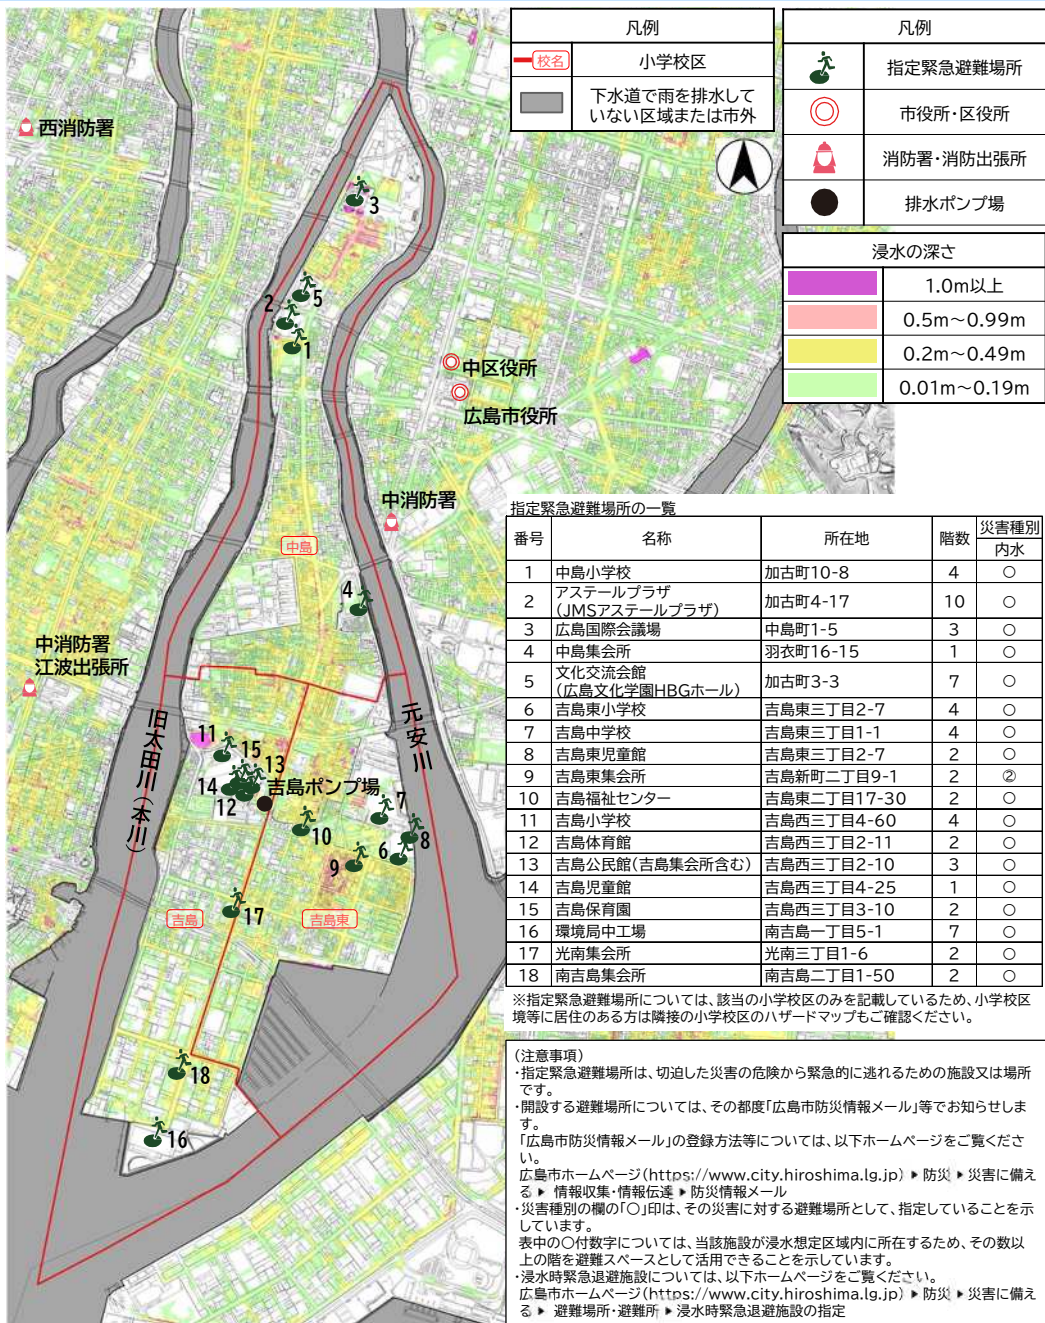 凡例
校名 小学校区
下水道で雨を排水して
いない区域または市外
凡例
指定緊急避難場所
市役所・区役所
消防署・消防出張所
排水ポンプ場
浸水の深さ
1.0m以上
0.5m～0.99m
0.2m～0.49m
0.01m～0.19m
西消防署
3
5
2
1
中区役所
広島市役所
中消防署
中島
4
中消防署
江波出張所
旧太田川（本川）
元安川
11
15
13
14
12
吉島ポンプ場
7
10
8
6
9
17
吉島
吉島東
18
16
指定緊急避難場所の一覧
番号 名称 所在地 階数 災害種別
内水
1 中島小学校 加古町10-8 4 ○
2 アステールプラザ
（JMSアステールプラザ） 加古町4-17 10 ○
3 広島国際会議場 中島町1-5 3 ○
4 中島集会所 羽衣町16-15 1 ○
5 文化交流会館
（広島文化学園HBGホール） 加古町3-3 7 ○
6 吉島東小学校 吉島東三丁目2-7 4 ○
7 吉島中学校 吉島東三丁目1-1 4 ○
8 吉島東児童館 吉島東三丁目2-7 2 ○
9 吉島東集会所 吉島新町二丁目9-1 2 ②
10 吉島福祉センター 吉島東二丁目17-30 2 ○
11 吉島小学校 吉島西三丁目4-60 4 ○
12 吉島体育館 吉島西三丁目2-11 2 ○
13 吉島公民館(吉島集会所含む) 吉島西三丁目2-10 3 ○
14 吉島児童館 吉島西三丁目4-25 1 ○
15 吉島保育園 吉島西三丁目3-10 2 ○
16 環境局中工場 南吉島一丁目5-1 7 ○
17 光南集会所 光南三丁目1-6 2 ○
18 南吉島集会所 南吉島二丁目1-50 2 ○
※指定緊急避難場所については、該当の小学校区のみを記載しているため、小学校区
境等に居住のある方は隣接の小学校区のハザードマップもご確認ください。
（注意事項）
・指定緊急避難場所は、切迫した災害の危険から緊急的に逃れるための施設又は場所
です。
・開設する避難場所については、その都度「広島市防災情報メール」等でお知らせしま
す。
「広島市防災情報メール」の登録方法等については、以下ホームページをご覧くださ
い。
広島市ホームページ(https://www.city.hiroshima.lg.jp) ▶ 防災 ▶ 災害に備え
る ▶ 情報収集・情報伝達 ▶ 防災情報メール
・災害種別の欄の「○」印は、その災害に対する避難場所として、指定していることを示
しています。
表中の○付数字については、当該施設が浸水想定区域内に所在するため、その数以
上の階を避難スペースとして活用できることを示しています。
・浸水時緊急退避施設については、以下ホームページをご覧ください。
広島市ホームページ(https://www.city.hiroshima.lg.jp) ▶ 防災 ▶ 災害に備え
る ▶ 避難場所・避難所 ▶ 浸水時緊急退避施設の指定